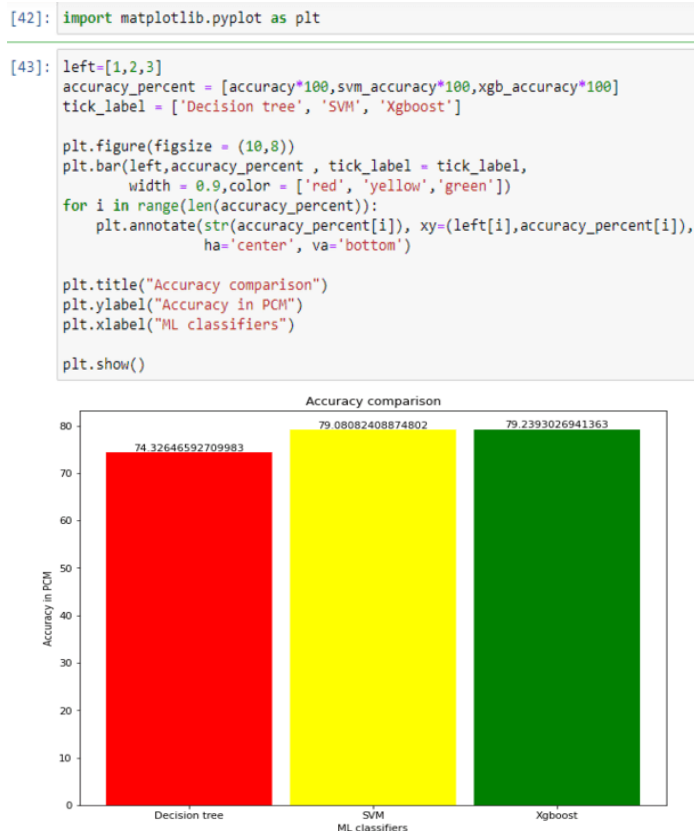 [42]: import matplotlib.pyplot as plt
[43]: left=[1,2,3]
accuracy_percent = [accuracy*100,svm_accuracy*100,xgb_accuracy*100]
tick_label = ['Decision tree', 'SVM', 'Xgboost']
plt.figure(figsize = (10,8))
plt.bar(left,accuracy_percent , tick_label = tick_label,
width = 0.9,color = ['red', 'yellow','green'])
for i in range(len(accuracy_percent)):
plt.annotate(str(accuracy_percent[i]), xy=(left[i],accuracy_percent[i]),
ha='center', va='bottom')
plt.title("Accuracy comparison")
plt.ylabel("Accuracy in PCM")
plt.xlabel("ML classifiers")
plt.show()
Accuracy comparison
74.32646592709983
79.08082408874802
79.2393026941363
80
70
60
50
40
30
20
10
0
Accuracy in PCM
Decision tree
SVM
Xgboost
ML classifiers